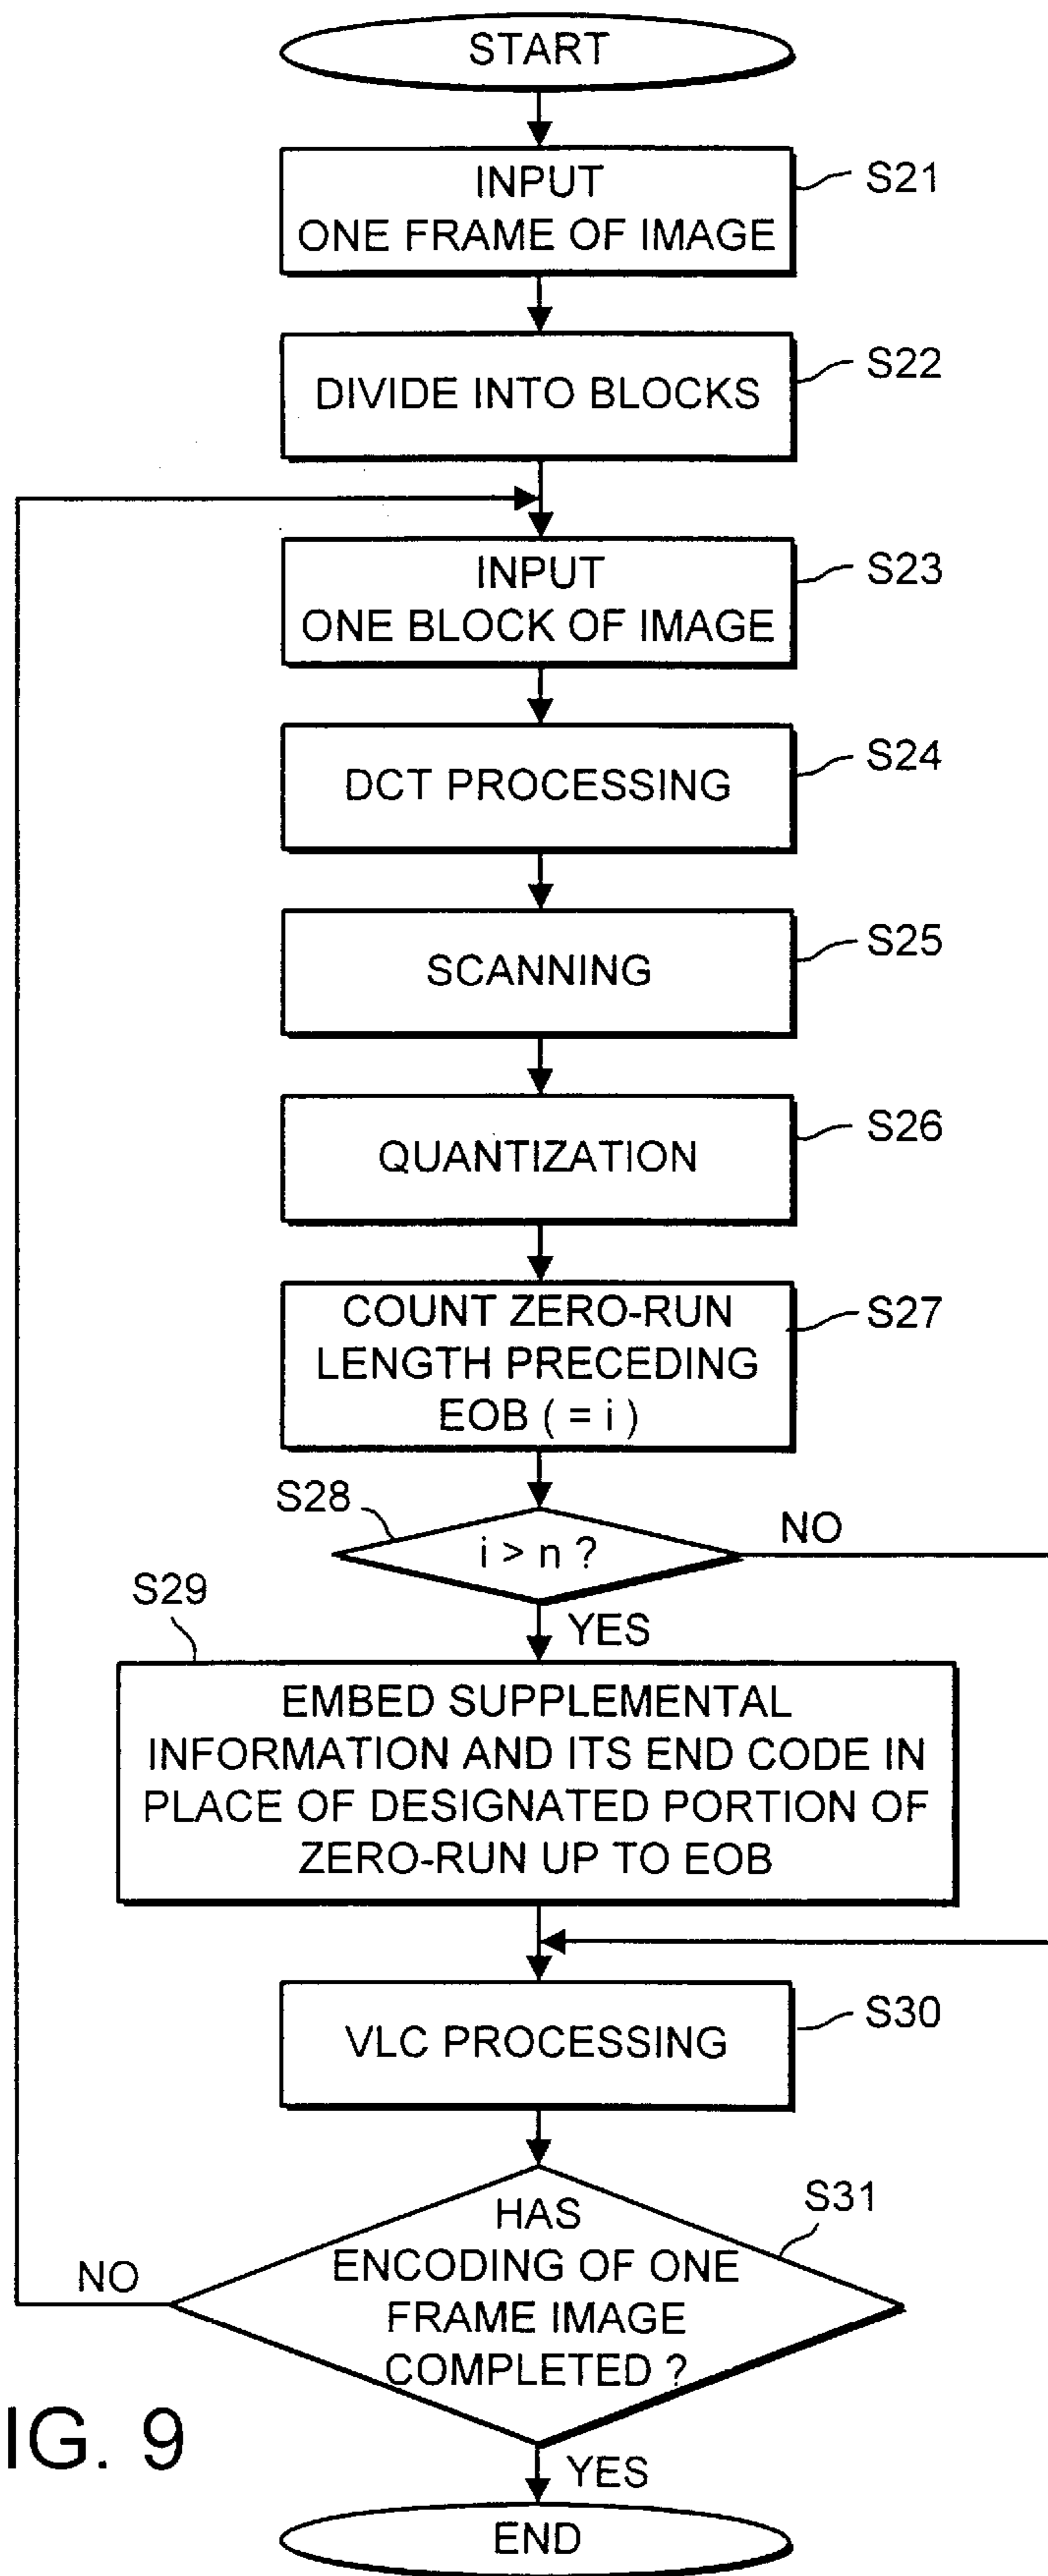 START
INPUT
ONE FRAME OF IMAGE
S21
DIVIDE INTO BLOCKS
S22
INPUT
ONE BLOCK OF IMAGE
S23
DCT PROCESSING
S24
SCANNING
S25
QUANTIZATION
S26
COUNT ZERO-RUN
LENGTH PRECEDING
EOB ( = i )
S27
S28
i > n ?
NO
YES
S29
EMBED SUPPLEMENTAL
INFORMATION AND ITS END CODE IN
PLACE OF DESIGNATED PORTION OF
ZERO-RUN UP TO EOB
VLC PROCESSING
S30
HAS
ENCODING OF ONE
FRAME IMAGE
COMPLETED ?
S31
NO
YES
END
IG. 9